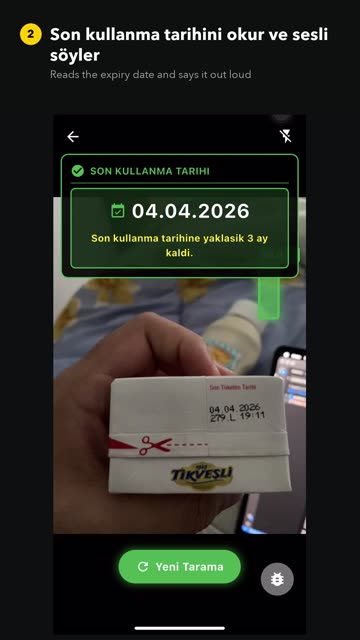 2 Son kullanma tarihini okur ve sesli
söyler
Reads the expiry date and says it out loud
SON KULLANMA TARIHI
04.04.2026
Son kullanma tarihine yaklasik 3 ay
kaldi.
Son Tüketim Tarihi
04.04.2026
279.L 19:11
TİKVEŞLİ
Yeni Tarama